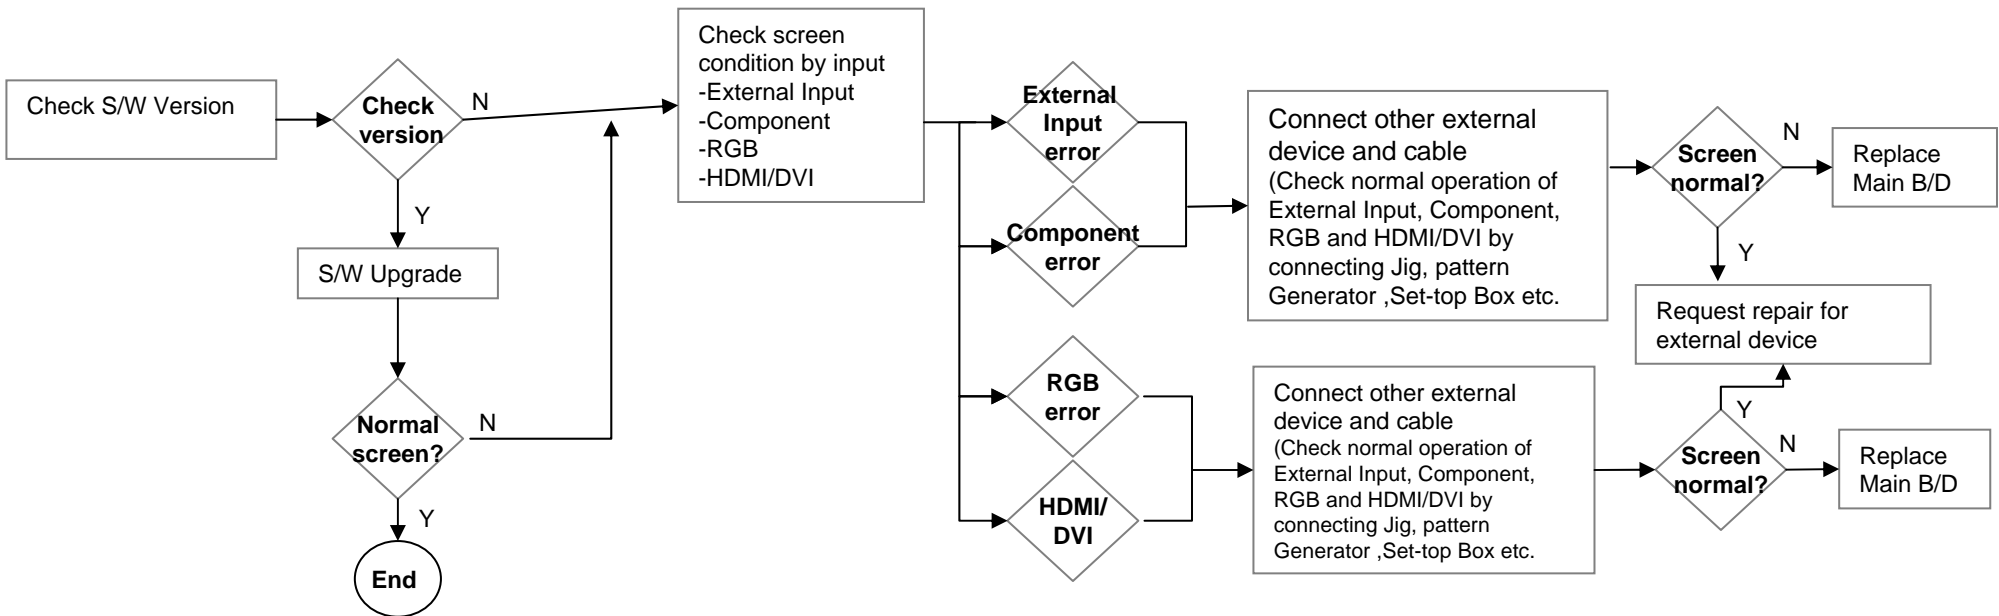 Check S/W Version
Check
version
N
Y
S/W Upgrade
Normal
screen?
N
Y
End
Check screen
condition by input
-External Input
-Component
-RGB
-HDMI/DVI
External
Input
error
Component
error
RGB
error
HDMI/
DVI
Connect other external
device and cable
(Check normal operation of
External Input, Component,
RGB and HDMI/DVI by
connecting Jig, pattern
Generator ,Set-top Box etc.
Connect other external
device and cable
(Check normal operation of
External Input, Component,
RGB and HDMI/DVI by
connecting Jig, pattern
Generator ,Set-top Box etc.
Screen
normal?
N
Replace
Main B/D
Y
Request repair for
external device
Y
Screen
normal?
N
Replace
Main B/D